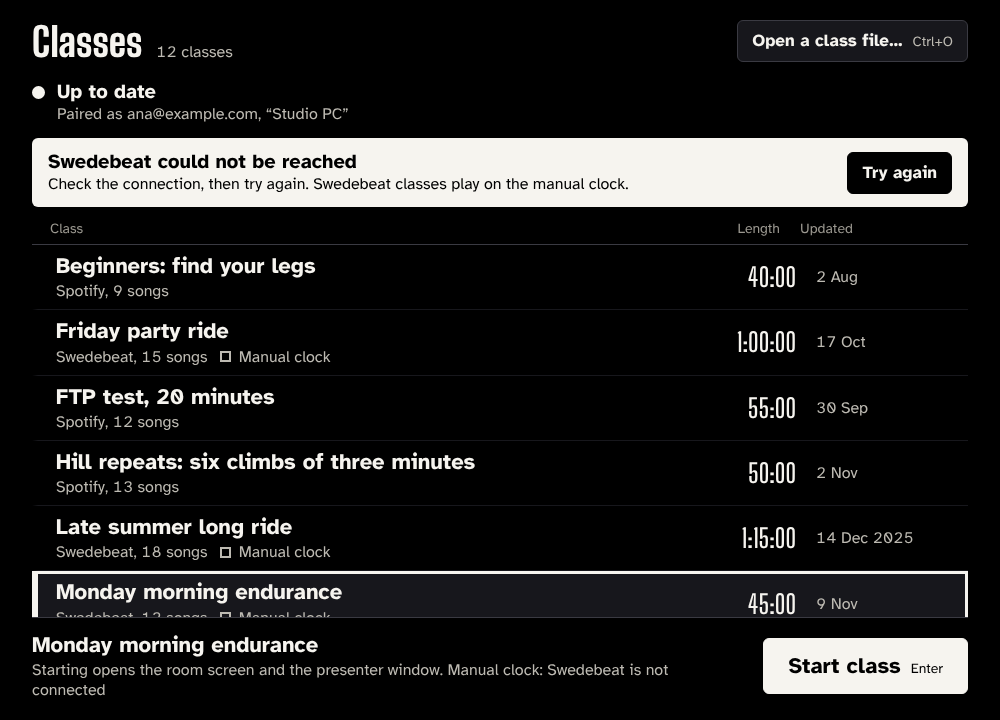 Classes 12 classes
Open a class file... Ctrl+O
Up to date
Paired as ana@example.com, “Studio PC”
Swedebeat could not be reached
Check the connection, then try again. Swedebeat classes play on the manual clock.
Try again
Class Length Updated
Beginners: find your legs
Spotify, 9 songs
40:00 2 Aug
Friday party ride
Swedebeat, 15 songs Manual clock
1:00:00 17 Oct
FTP test, 20 minutes
Spotify, 12 songs
55:00 30 Sep
Hill repeats: six climbs of three minutes
Spotify, 13 songs
50:00 2 Nov
Late summer long ride
Swedebeat, 18 songs Manual clock
1:15:00 14 Dec 2025
Monday morning endurance
Swedebeat, songs Manual clock
45:00 9 Nov
Monday morning endurance
Starting opens the room screen and the presenter window. Manual clock: Swedebeat is not
connected
Start class Enter